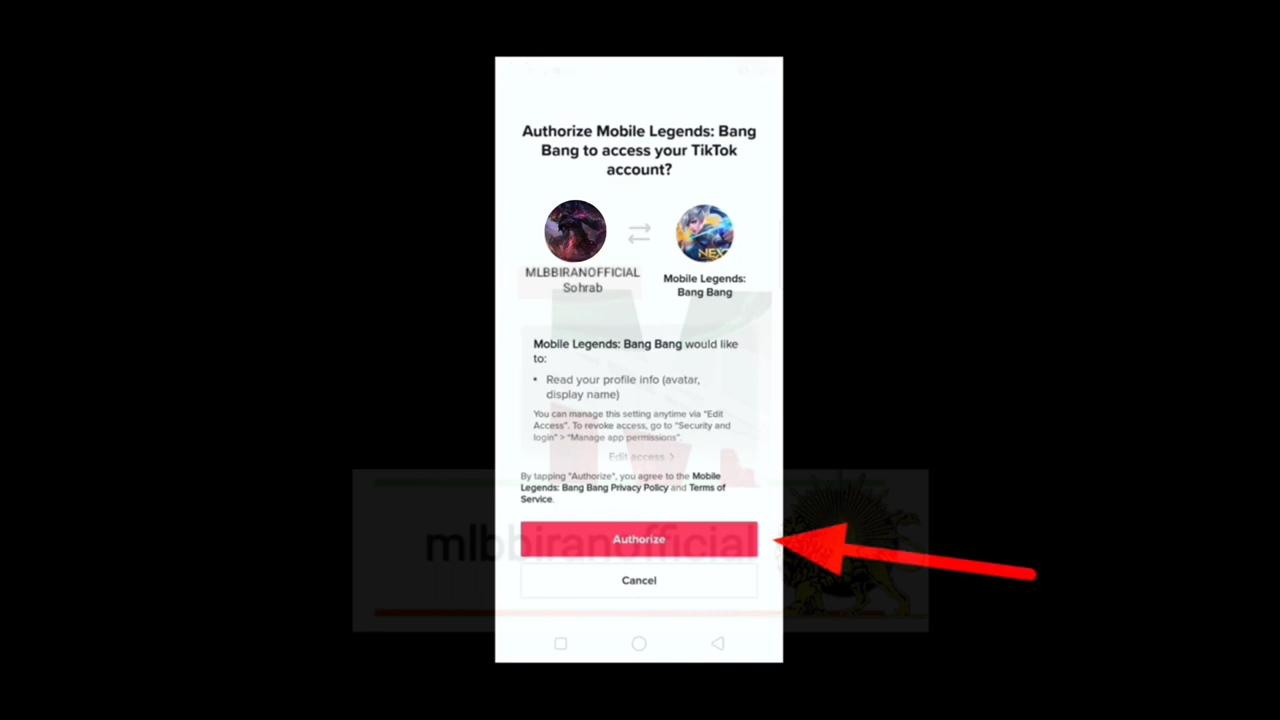 Authorize Mobile Legends: Bang
Bang to access your TikTok
account?
NEXT
MLBBIRANOFFICIAL
Sohrab
Mobile Legends:
Bang Bang
Mobile Legends: Bang Bang would like
to:
• Read your profile info (avatar,
display name)
You can manage this setting anytime via "Edit
Access". To revoke access, go to "Security and
login" > "Manage app permissions".
Edit access >
By tapping "Authorize", you agree to the Mobile
Legends: Bang Bang Privacy Policy and Terms of
Service.
Authorize
mlbbiranofficial
Cancel